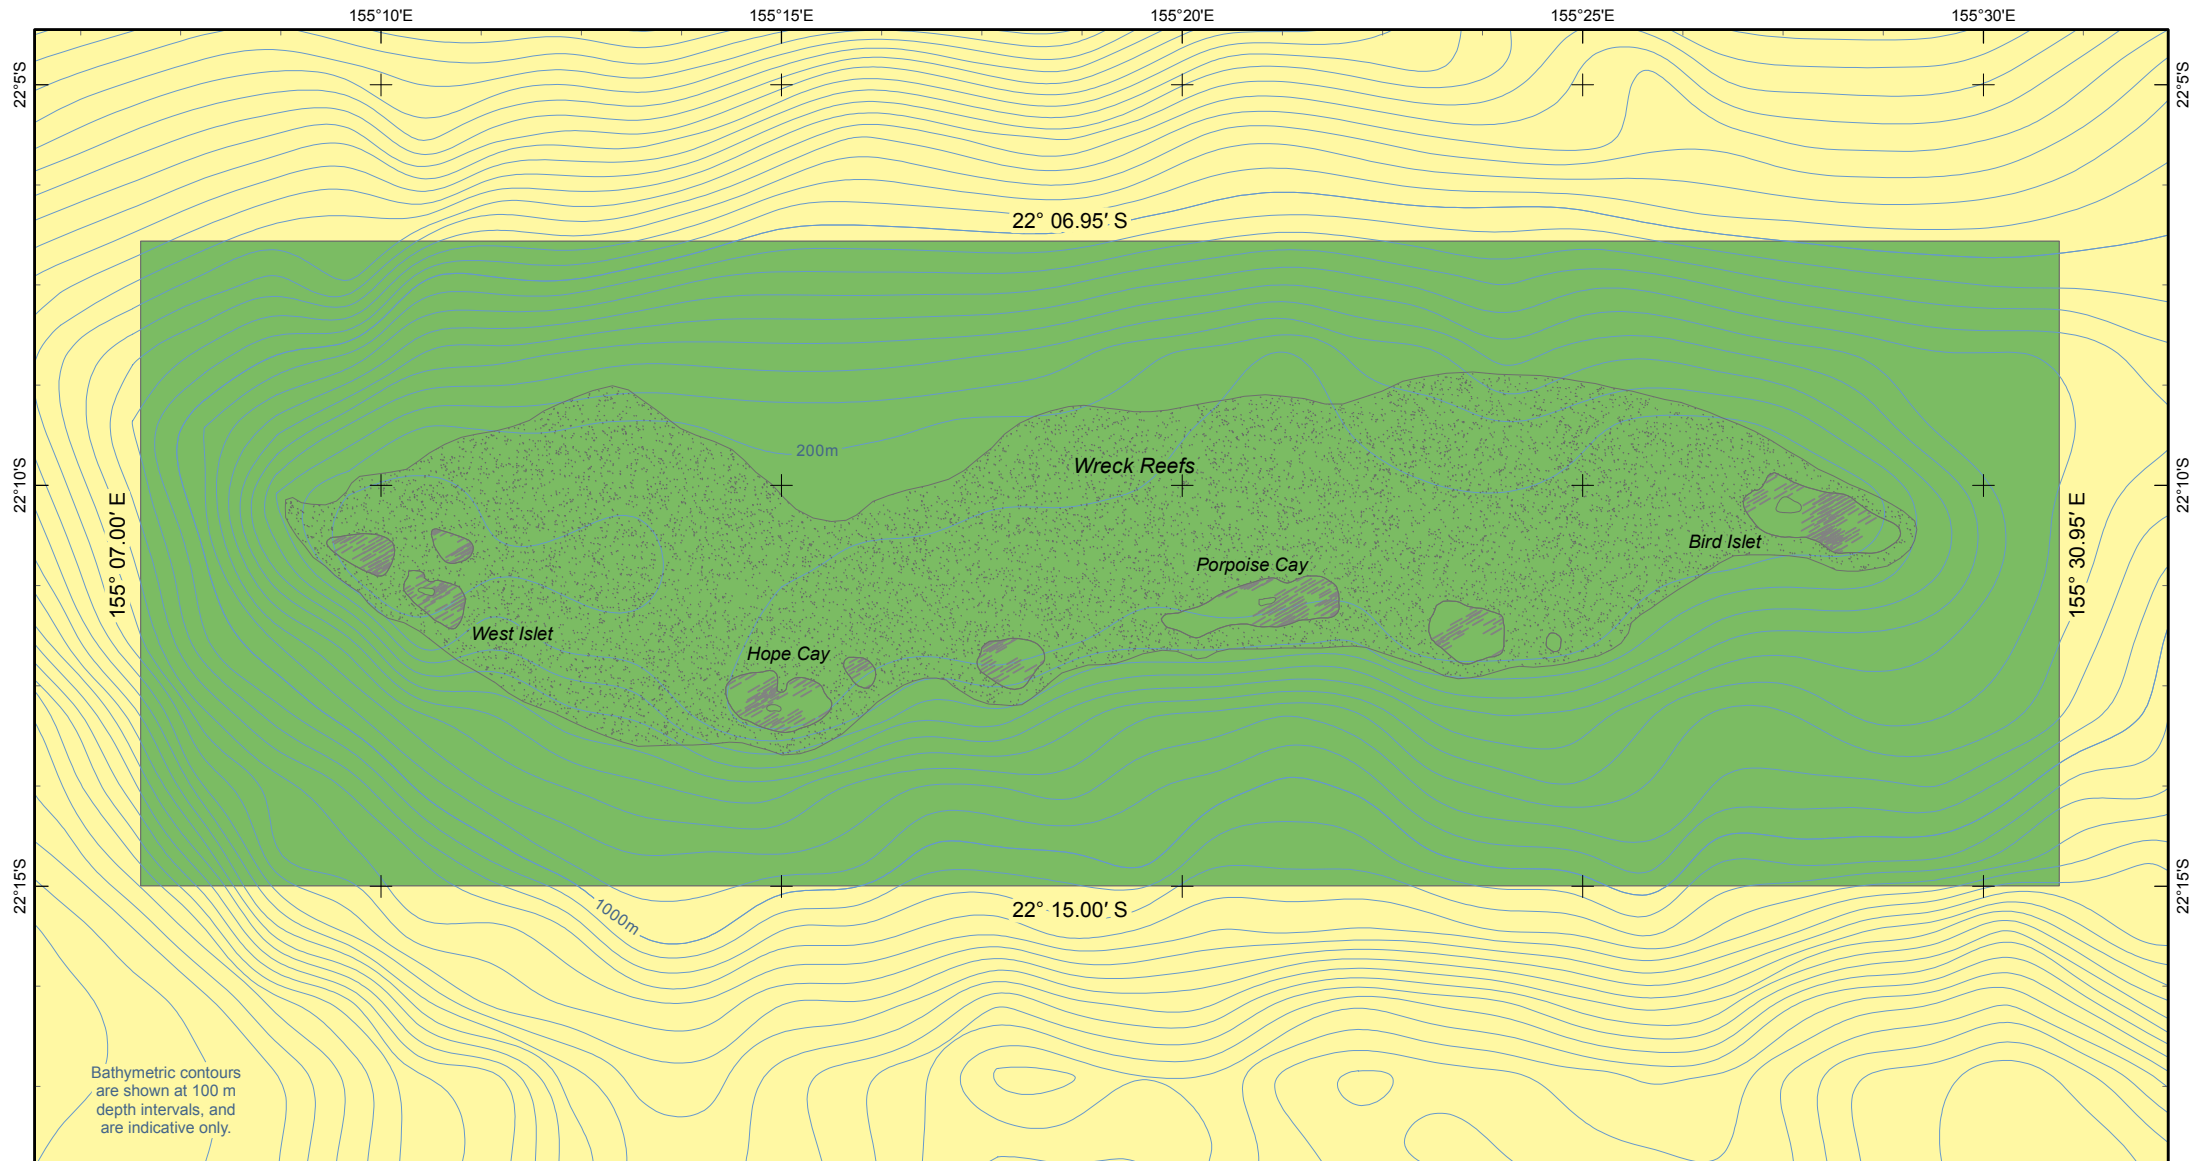 155°10'E
155°15'E
155°20'E
155°25'E
155°30'E
22°5'S
22°5'S
22° 06.95′ S
200m
Wreck Reefs
22°10'S
22°10'S
155° 07.00′ E
155° 30.95′ E
Bird Islet
Porpoise Cay
West Islet
Hope Cay
22°15'S
22°15'S
1000m
22° 15.00′ S
Bathymetric contours
are shown at 100 m
depth intervals, and
are indicative only.